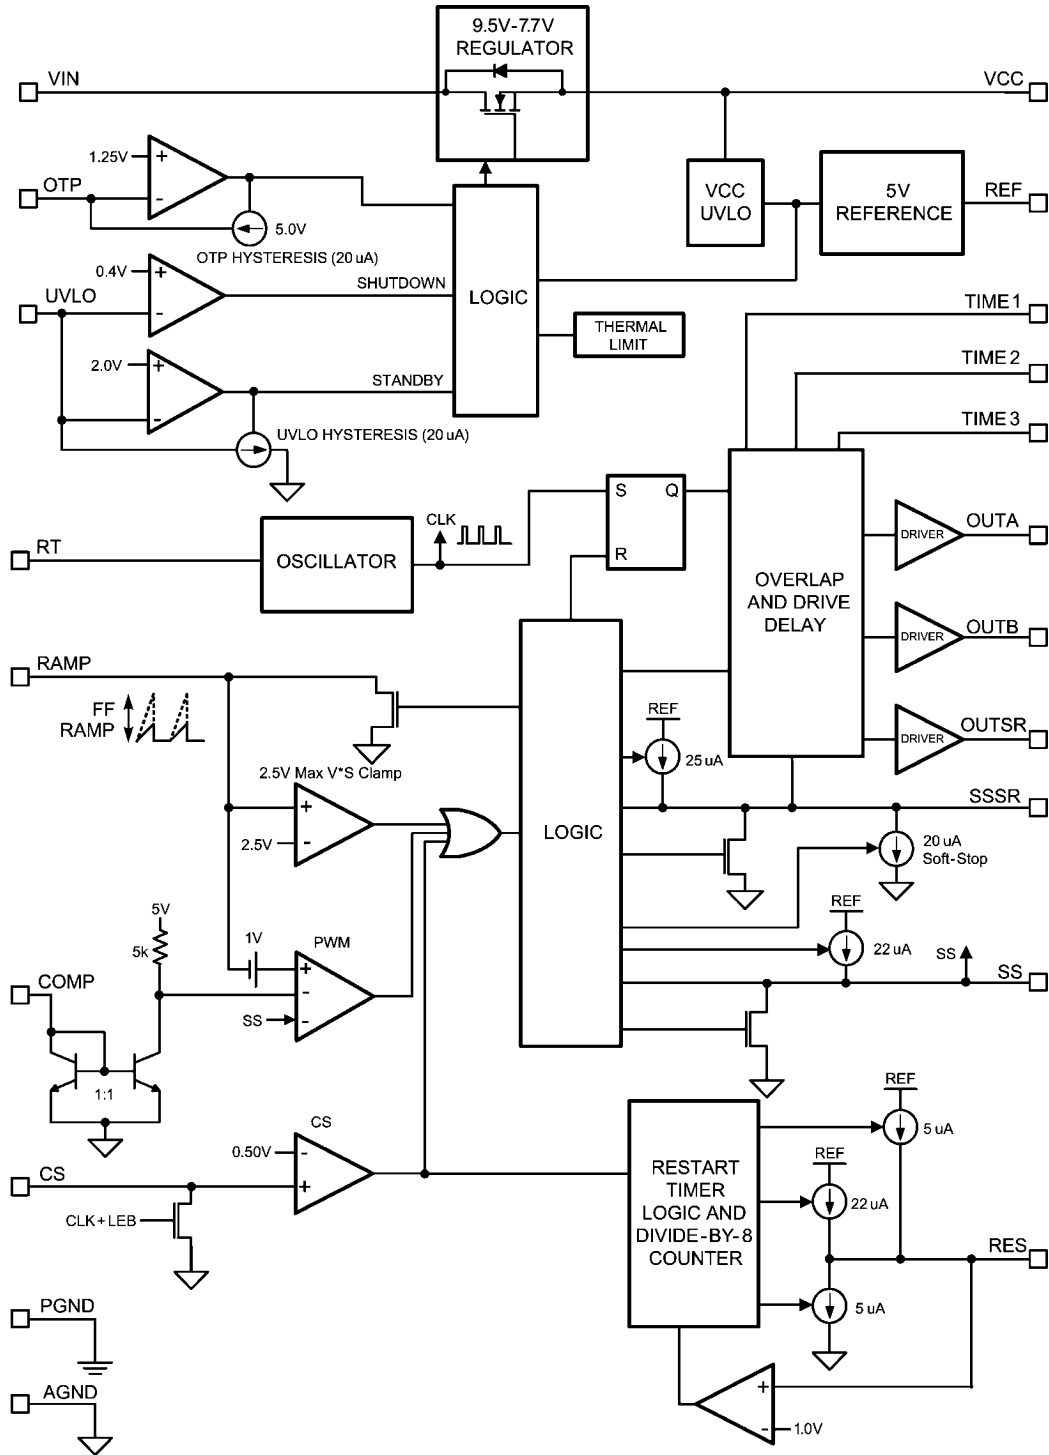 9.5V-7.7V
REGULATOR
VIN
VCC
1.25V
+
OTP
-
5.0V
OTP HYSTERESIS (20 uA)
VCC
UVLO
5V
REFERENCE
REF
0.4V
+
SHUTDOWN
UVLO
-
LOGIC
THERMAL
LIMIT
TIME 1
2.0V
+
STANDBY
TIME 2
-
UVLO HYSTERESIS (20 uA)
TIME 3
S
Q
R
CLK
RT
OSCILLATOR
OVERLAP
AND DRIVE
DELAY
DRIVER
OUTA
DRIVER
OUTB
DRIVER
OUTSR
RAMP
FF
RAMP
REF
25 uA
2.5V Max V*S Clamp
+
2.5V
-
LOGIC
SSSR
20 uA
Soft-Stop
5V
5k
1V
PWM
+
-
SS
-
REF
22 uA
SS
SS
COMP
1:1
CS
0.50V
-
CS
+
CLK+LEB
RESTART
TIMER
LOGIC AND
DIVIDE-BY-8
COUNTER
REF
5 uA
REF
22 uA
RES
5 uA
PGND
AGND
+
-
1.0V